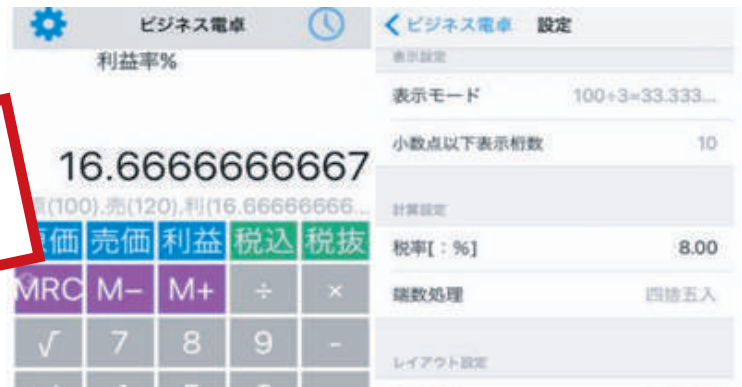 ビジネス電卓
利益率%
16.6666666667
(100),売(120),利(16.66666666...
価 売価 利益 税込 税抜
MRC M− M+ ÷ ×
√ 7 8 9 -
ビジネス電卓 設定
表示設定
表示モード 100÷3=33.333...
小数点以下表示桁数 10
計算設定
税率[:%] 8.00
端数処理 四捨五入
レイアウト設定